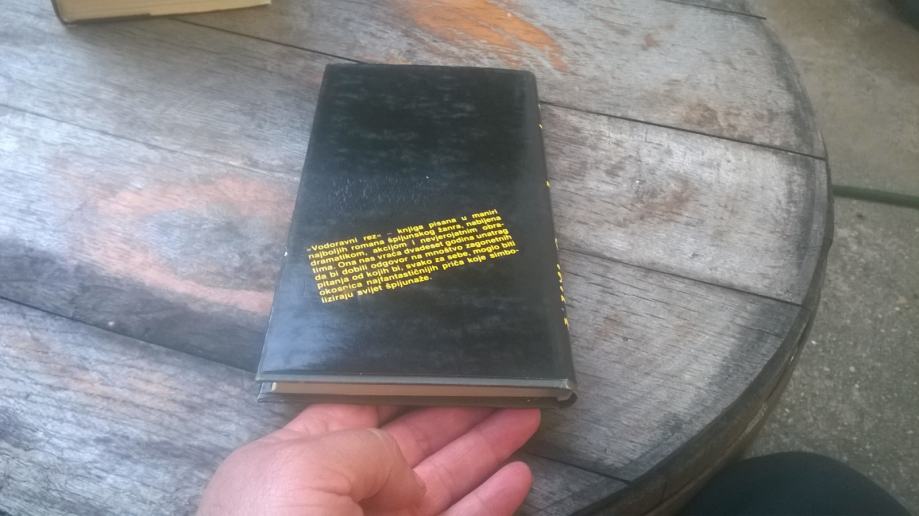 »Vodoravni rez« – knjiga pisana u maniri
najboljih romana špijunskog žanra, nabijena
dramatikom, akcijom i nevjerojatnim obra-
tima. Ona nas vraća dvadeset godina unatrag
da bi dobili odgovor na mnoštvo zagonetnih
pitanja od kojih bi, svako za sebe, moglo biti
okosnica najfantastičnijih priča koje simbo-
liziraju svijet špijunaže.